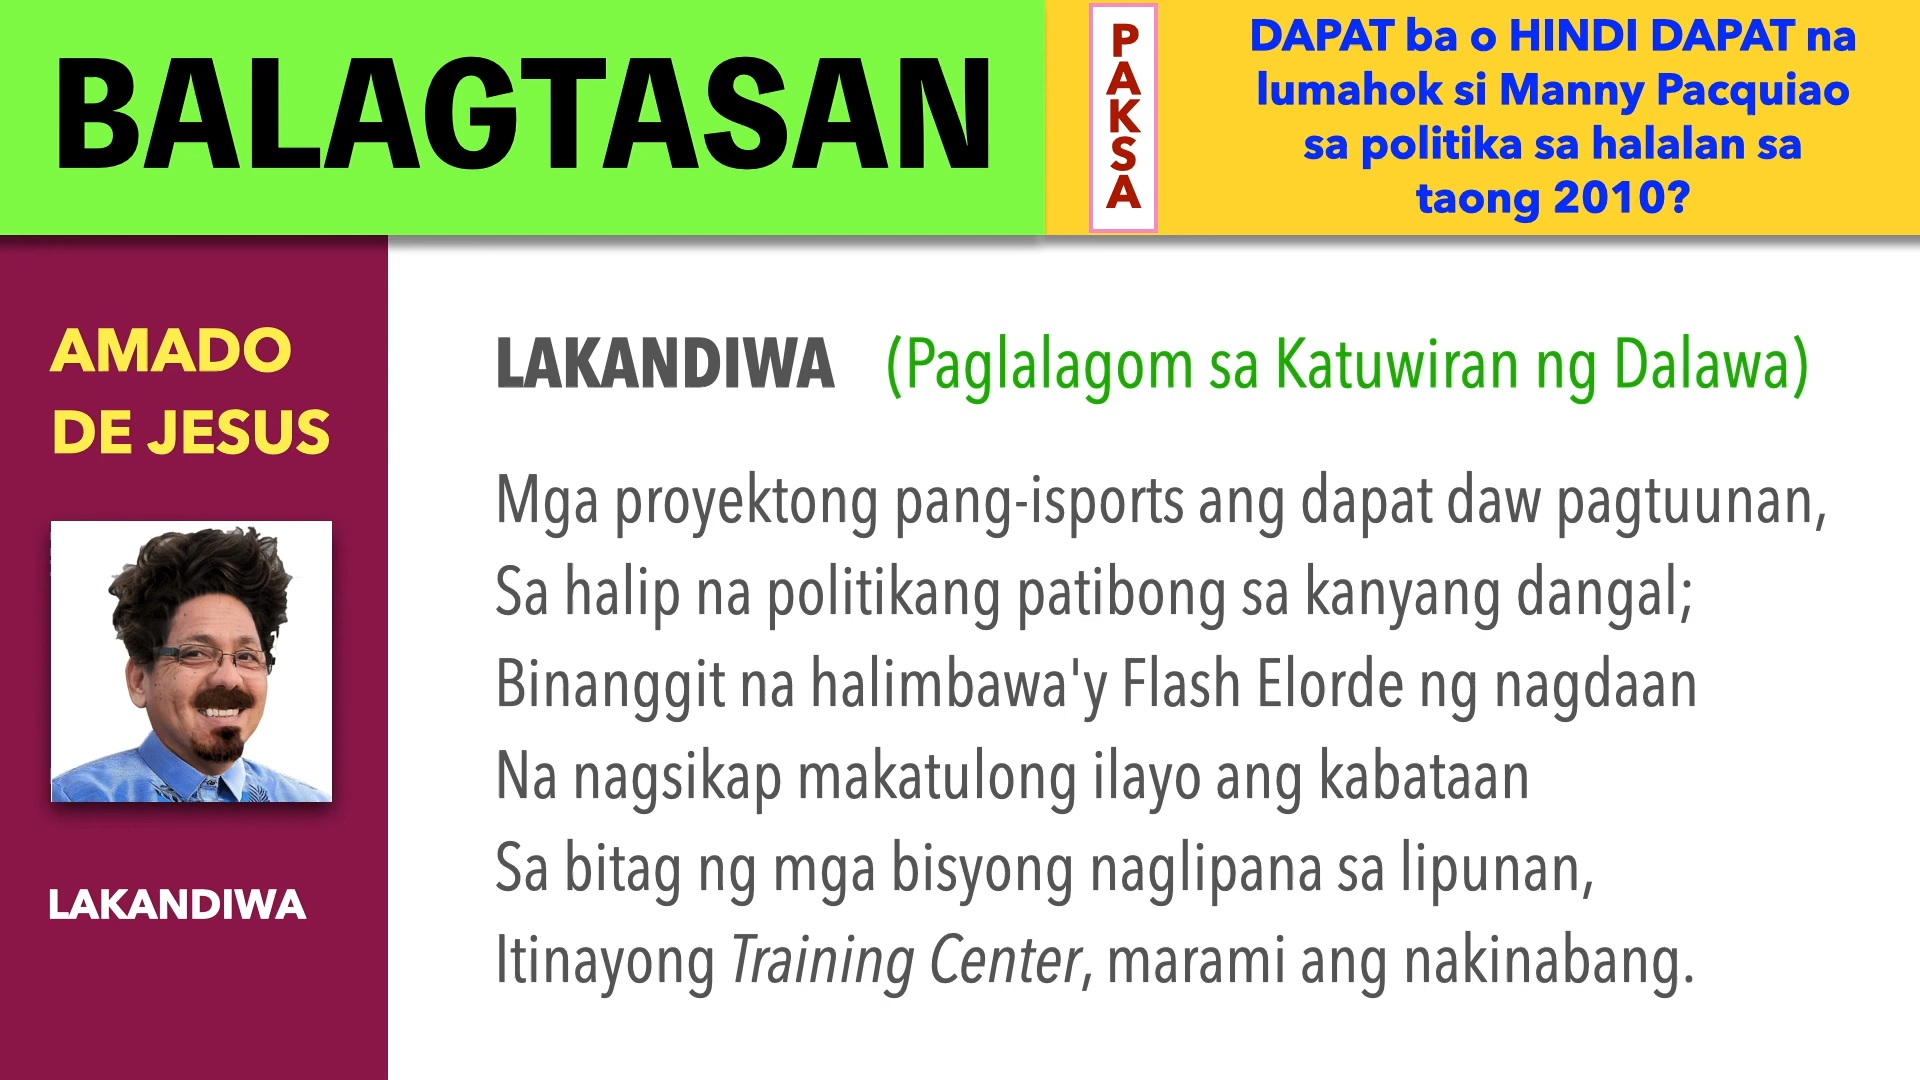 BALAGTASAN
PAKSA
DAPAT ba o HINDI DAPAT na
lumahok si Manny Pacquiao
sa politika sa halalan sa
taong 2010?
AMADO
DE JESUS
LAKANDIWA
LAKANDIWA (Paglalagom sa Katuwiran ng Dalawa)
Mga proyektong pang-isports ang dapat daw pagtuunan,
Sa halip na politikang patibong sa kanyang dangal;
Binanggit na halimbawa'y Flash Elorde ng nagdaan
Na nagsikap makatulong ilayo ang kabataan
Sa bitag ng mga bisyong naglipana sa lipunan,
Itinayong Training Center, marami ang nakinabang.